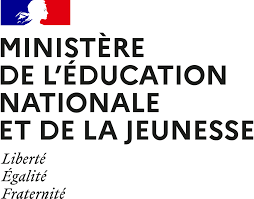 MINISTÈRE
DE L'ÉDUCATION
NATIONALE
ET DE LA JEUNESSE
Liberté
Égalité
Fraternité